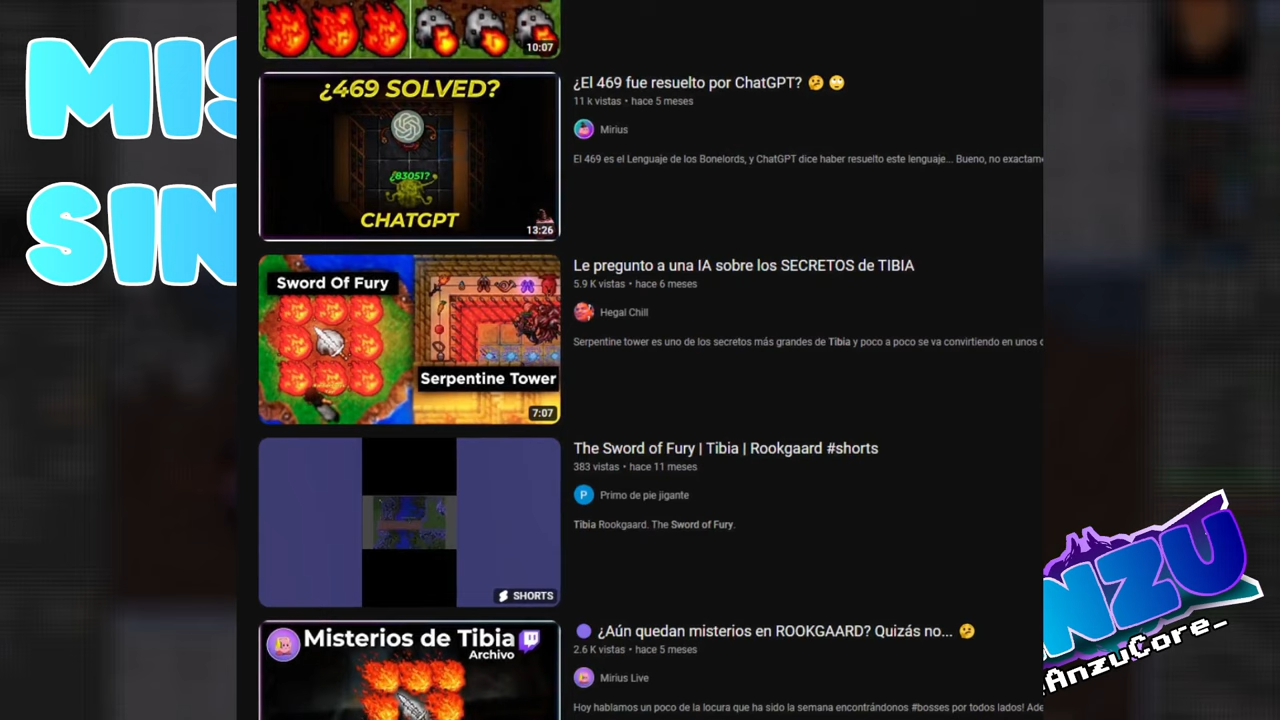 MIS
SIN
10:07
¿469 SOLVED?
¿83051?
CHATGPT
13:26
¿El 469 fue resuelto por ChatGPT? 🤔 🙄
11 k vistas • hace 5 meses
Mirius
El 469 es el Lenguaje de los Bonelords, y ChatGPT dice haber resuelto este lenguaje... Bueno, no exactam
Sword Of Fury
Serpentine Tower
7:07
Le pregunto a una IA sobre los SECRETOS de TIBIA
5.9 K vistas • hace 6 meses
Hegal Chill
Serpentine tower es uno de los secretos más grandes de Tibia y poco a poco se va convirtiendo en unos
SHORTS
The Sword of Fury | Tibia | Rookgaard #shorts
383 vistas • hace 11 meses
P
Primo de pie jigante
Tibia Rookgaard. The Sword of Fury.
Misterios de Tibia
Archivo
¿Aún quedan misterios en ROOKGAARD? Quizás no... 🤔
2.6 K vistas • hace 5 meses
Mirius Live
Hoy hablamos un poco de la locura que ha sido la semana encontrándonos #bosses por todos lados! Ade
NZU
AnzuCore_